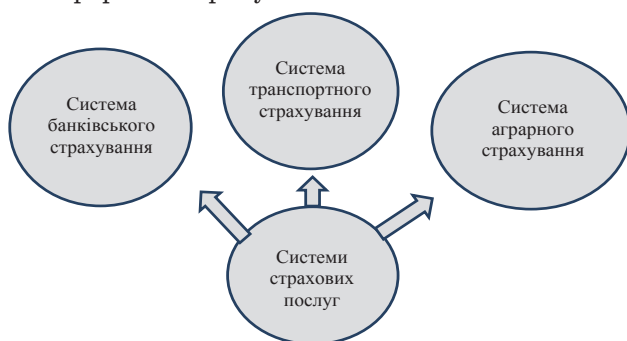 Система
транспортного
страхування
Система
банківського
страхування
Система
аграрного
страхування
Системи
страхових
послуг